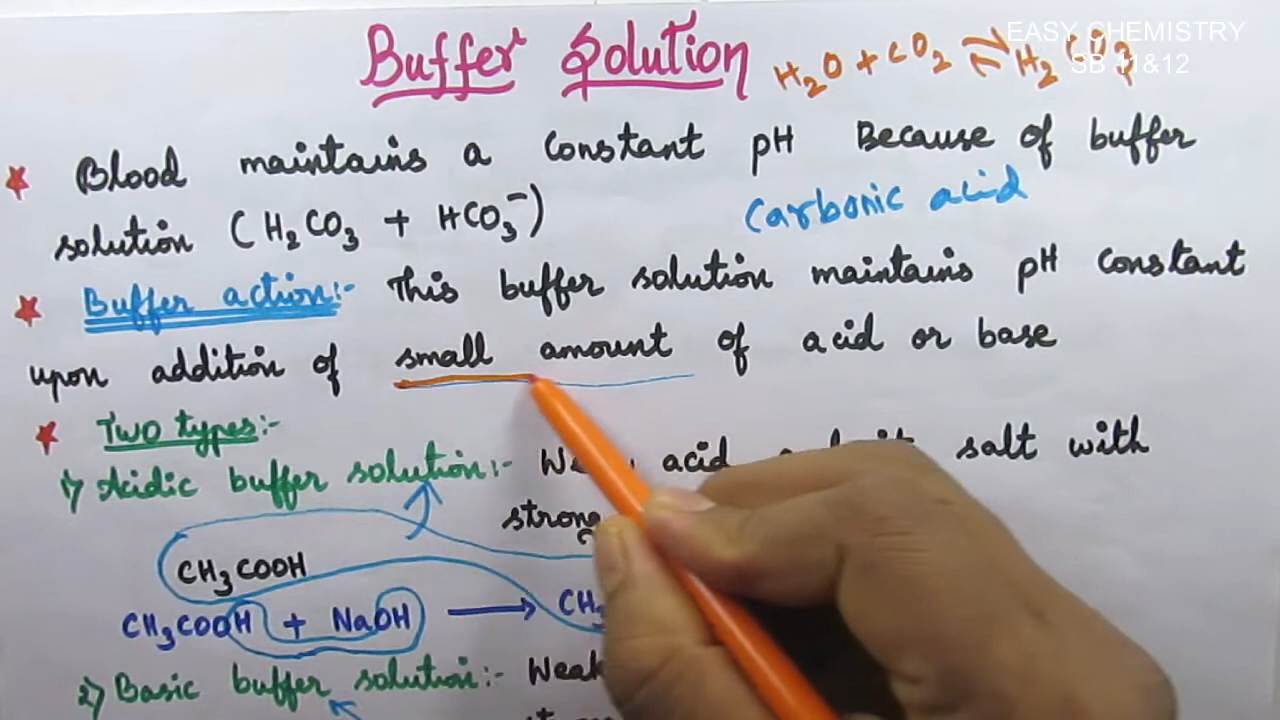 Buffer Solution H₂O + CO₂ ⇌ H₂CO₃
EASY CHEMISTRY
SB 11&12
★ Blood maintains a constant pH Because of buffer
solution (H₂CO₃ + HCO₃⁻) Carbonic acid
★ Buffer action:- This buffer solution maintains pH constant
upon addition of small amount of acid or base
★ Two types:-
1) Acidic buffer solution:- acid salt with
CH₃COOH
CH₃COOH + NaOH ⟶
2) Basic buffer solution:- Weak